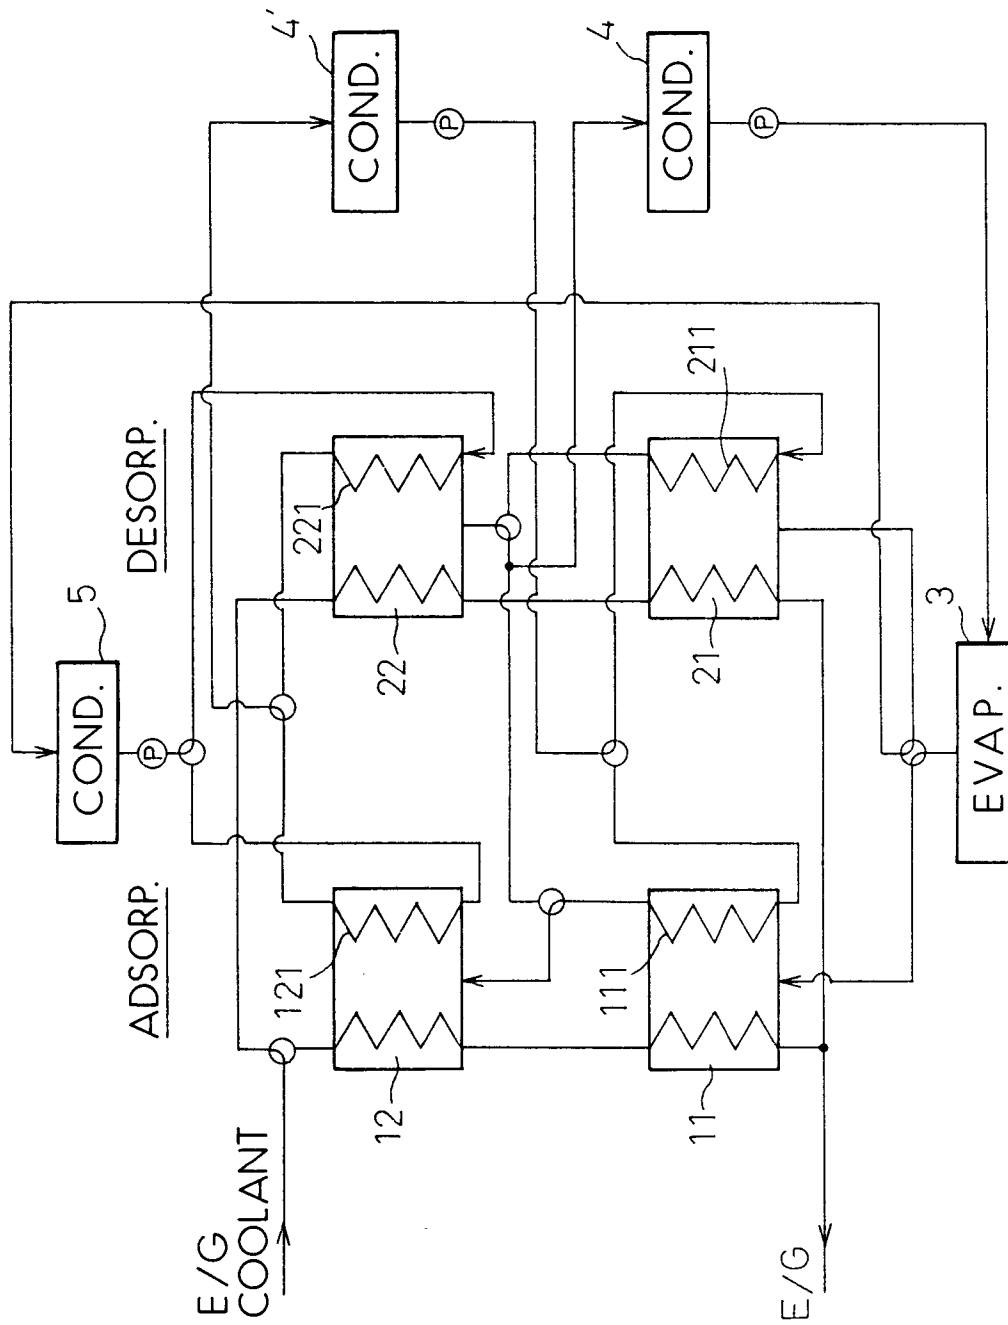 E/G
COOLANT
ADSORP.
DESORP.
COND.
5
P
COND.
4'
P
COND.
4
P
12
121
22
221
11
111
21
211
EVAP.
3
E/G